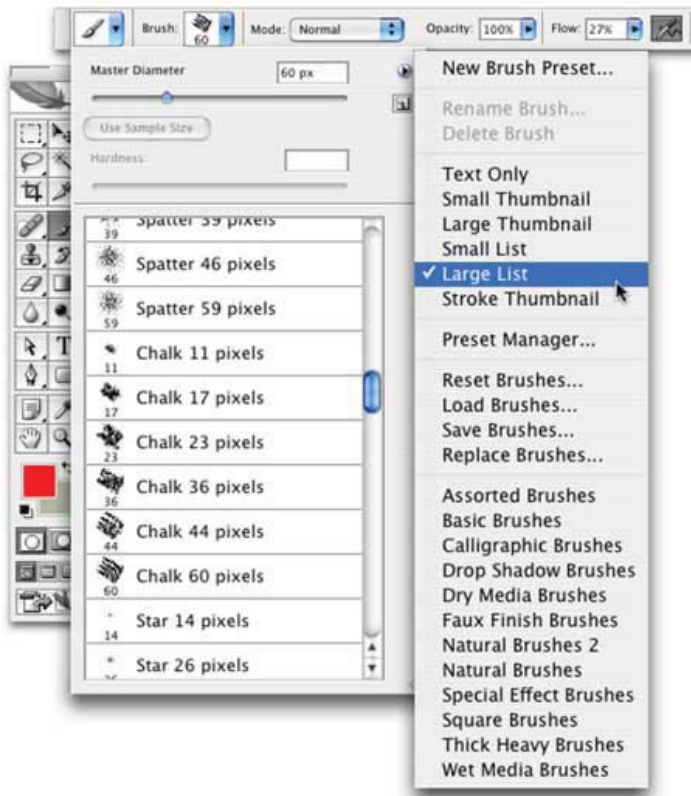 Brush: 60 Mode: Normal Opacity: 100% Flow: 27%
Master Diameter 60 px
Use Sample Size
Hardness:
39 Spatter 39 pixels
46 Spatter 46 pixels
59 Spatter 59 pixels
11 Chalk 11 pixels
17 Chalk 17 pixels
23 Chalk 23 pixels
36 Chalk 36 pixels
44 Chalk 44 pixels
60 Chalk 60 pixels
14 Star 14 pixels
Star 26 pixels
T
New Brush Preset...
Rename Brush...
Delete Brush
Text Only
Small Thumbnail
Large Thumbnail
Small List
✓ Large List
Stroke Thumbnail
Preset Manager...
Reset Brushes...
Load Brushes...
Save Brushes...
Replace Brushes...
Assorted Brushes
Basic Brushes
Calligraphic Brushes
Drop Shadow Brushes
Dry Media Brushes
Faux Finish Brushes
Natural Brushes 2
Natural Brushes
Special Effect Brushes
Square Brushes
Thick Heavy Brushes
Wet Media Brushes